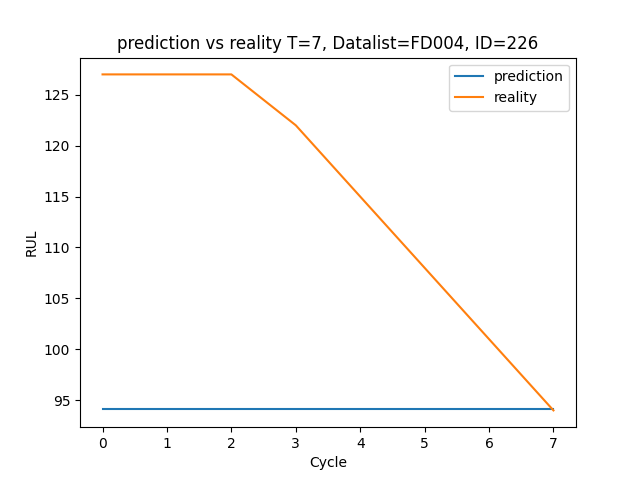 prediction vs reality T=7, Datalist=FD004, ID=226
prediction
reality
125
120
115
110
105
100
95
RUL
0 1 2 3 4 5 6 7
Cycle